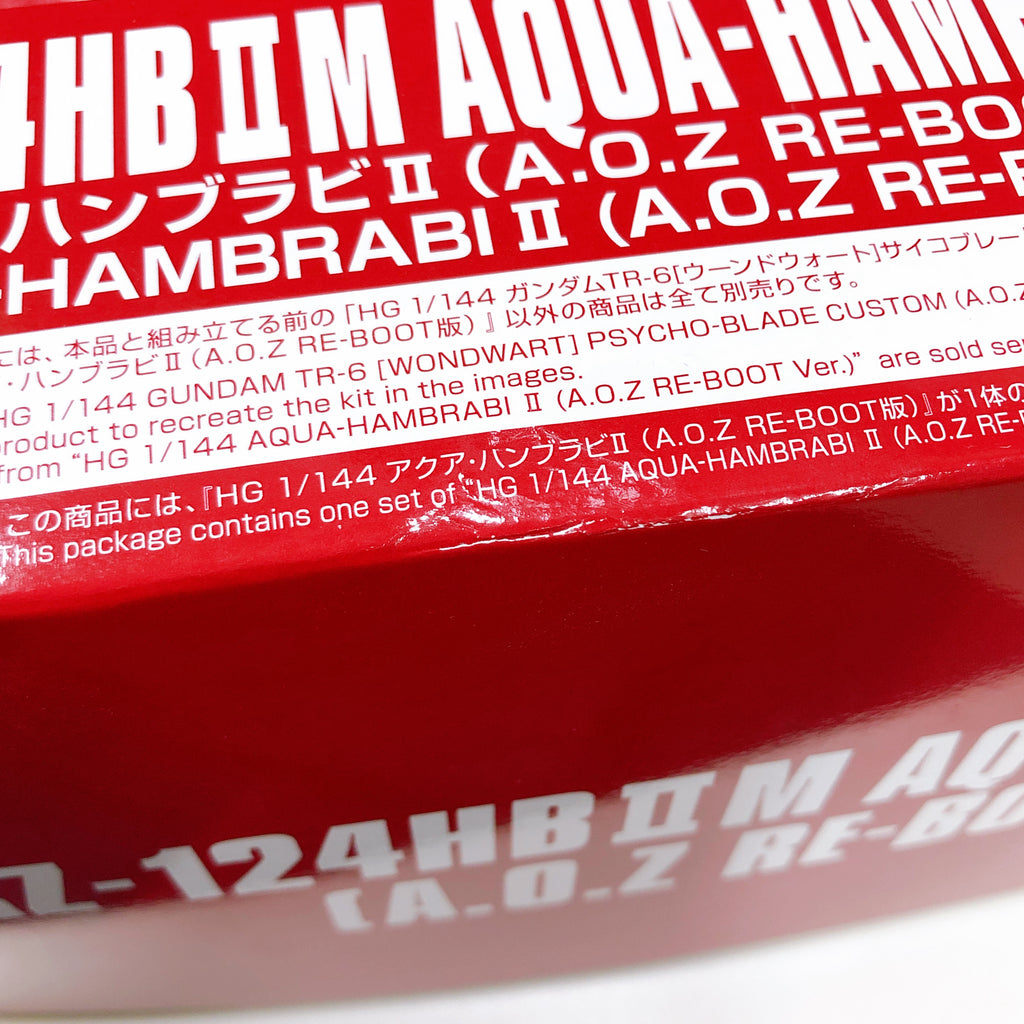 4HBⅡM AQUA-HAM
ハンブラビⅡ (A.O.Z RE-BOO
-HAMBRABI Ⅱ (A.O.Z RE-B
には、本品と組み立てる前の『HG 1/144 ガンダムTR-6[ウーンドウォート]サイコブレー
ア・ハンブラビⅡ(A.O.Z RE-BOOT版)』以外の商品は全て別売りです。
HG 1/144 GUNDAM TR-6 [WONDWART] PSYCHO-BLADE CUSTOM (A.O.Z
product to recreate the kit in the images.
from “HG 1/144 AQUA-HAMBRABI Ⅱ (A.O.Z RE-BOOT Ver.)” are sold se
この商品には、『HG 1/144 アクア・ハンブラビⅡ (A.O.Z RE-BOOT版)』が1体の
This package contains one set of “HG 1/144 AQUA-HAMBRABI Ⅱ (A.O.Z RE-B
-124HBⅡM AQ
(A.O.Z RE-BO